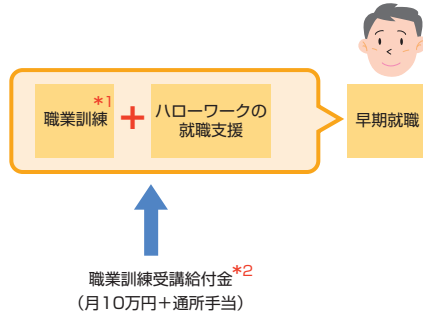 職業訓練*1
+
ハローワークの
就職支援
早期就職
職業訓練受講給付金*2
（月10万円＋通所手当）